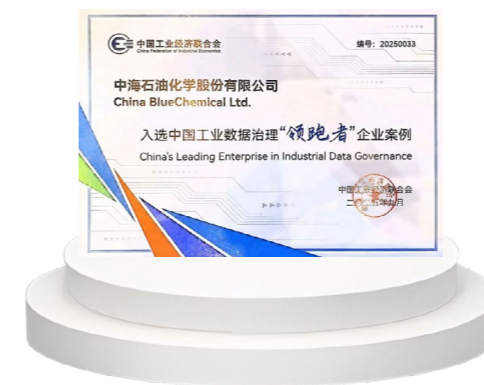 中国工业经济联合会
China Federation of Industrial Economics
编号：20250033
中海石油化学股份有限公司
China BlueChemical Ltd.
入选中国工业数据治理“领跑者”企业案例
China's Leading Enterprise in Industrial Data Governance
中国工业经济联合会